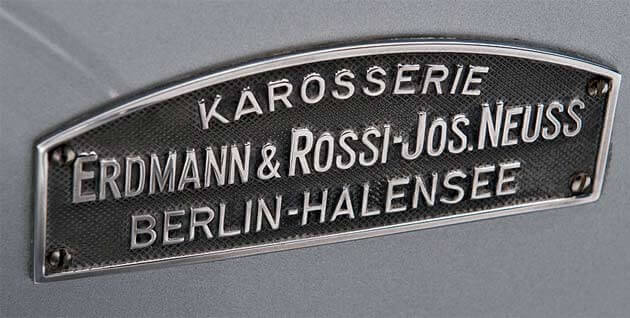 KAROSSERIE
ERDMANN & ROSSI-JOS. NEUSS
BERLIN-HALENSEE